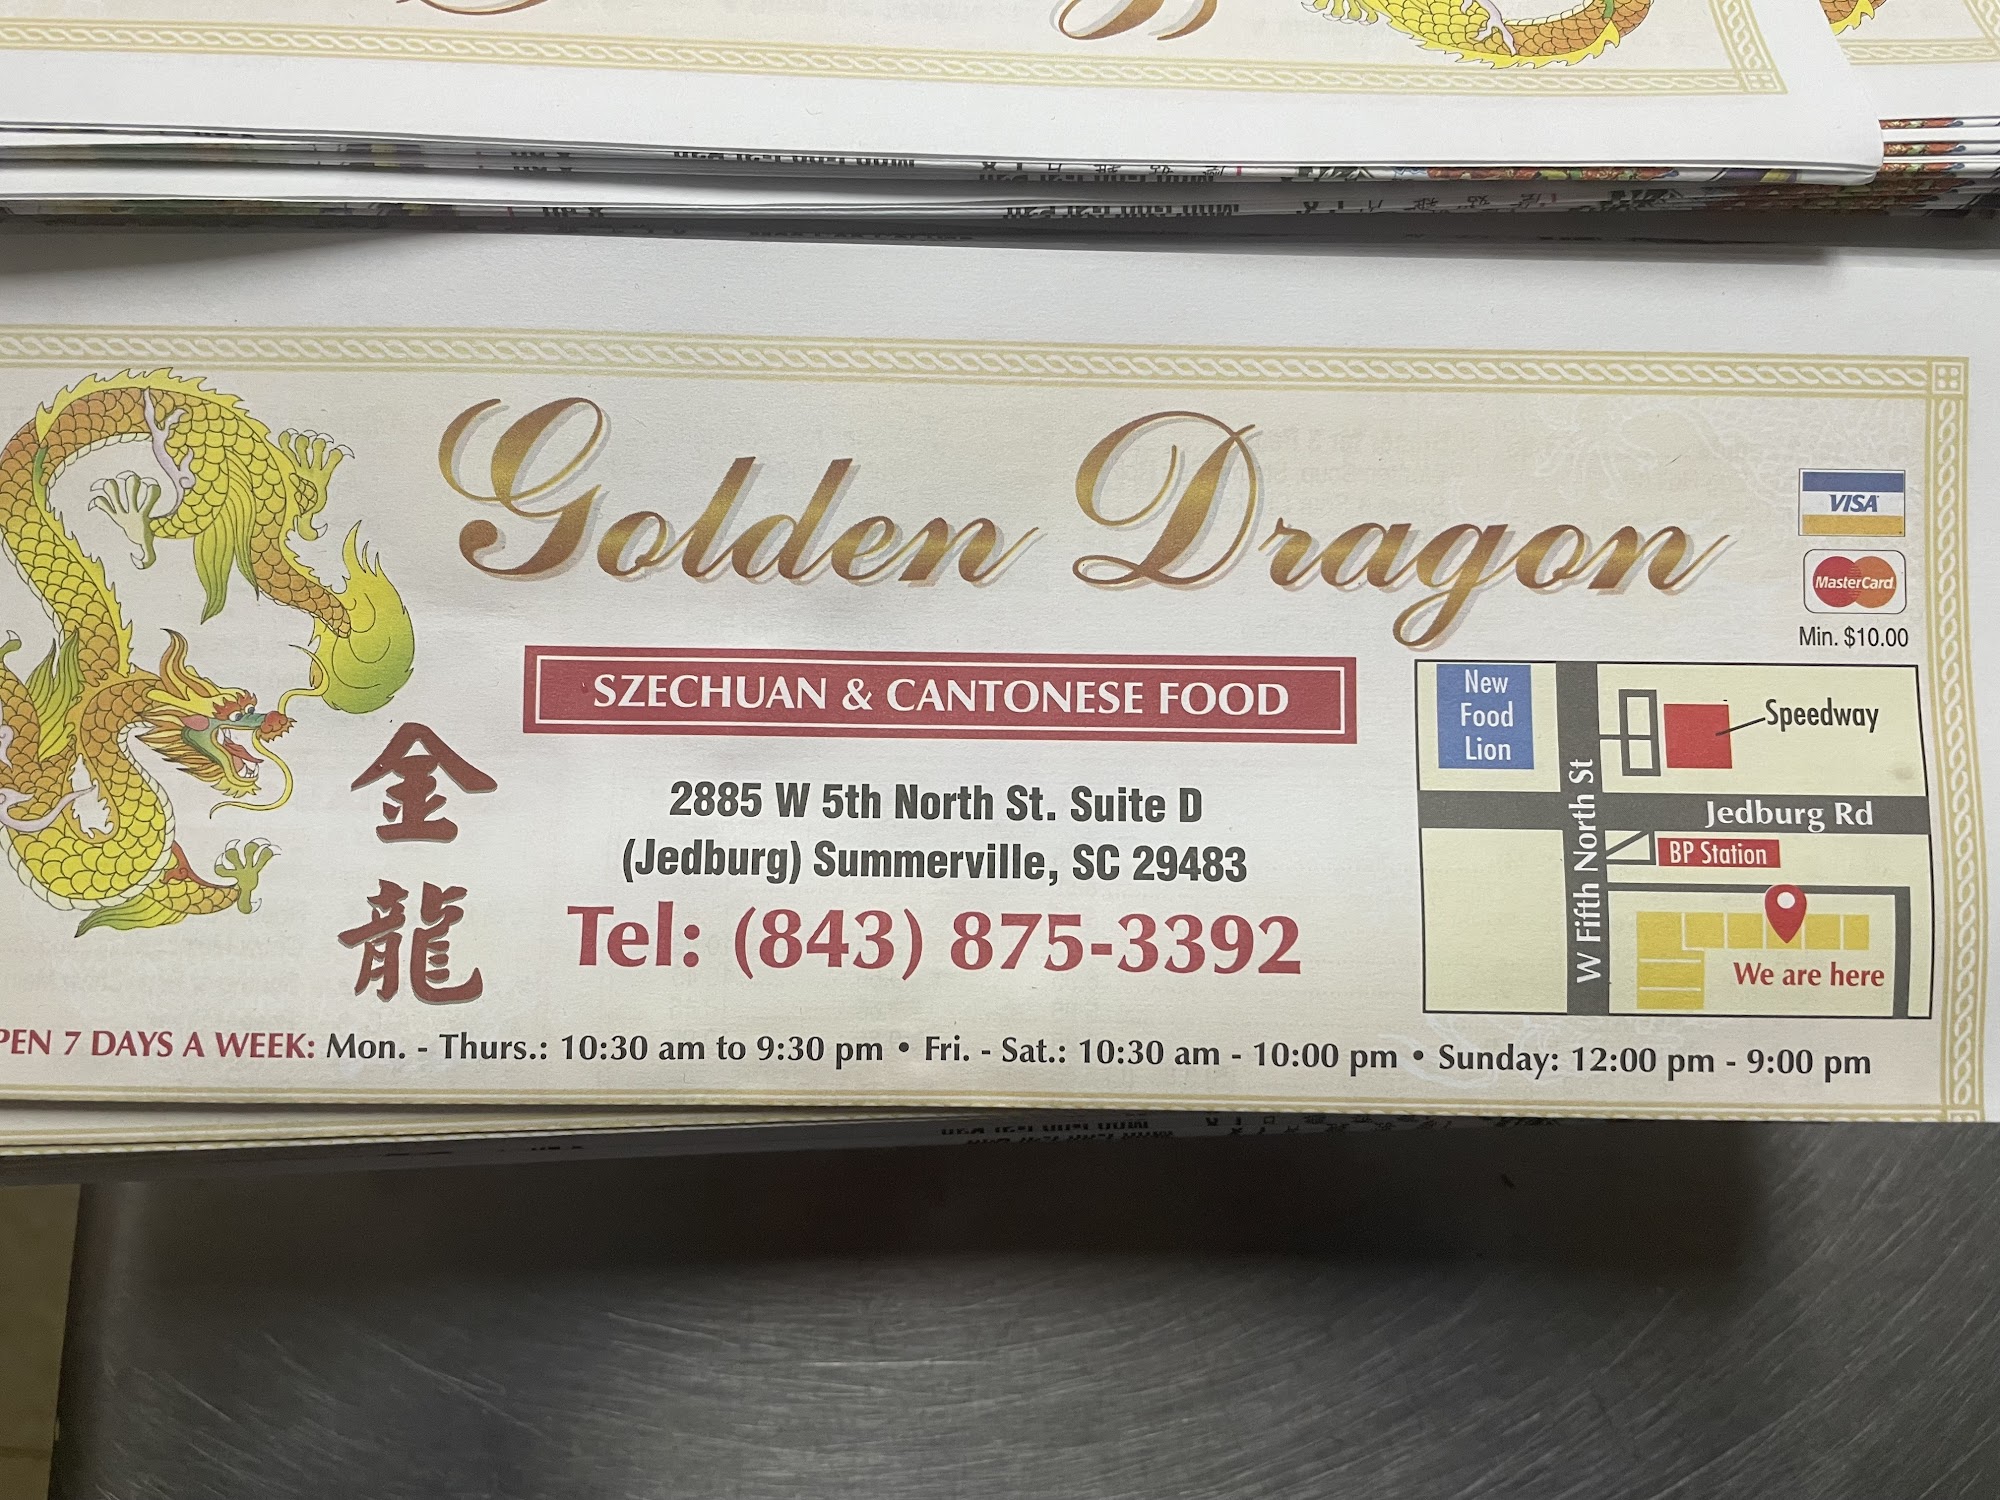 Golden Dragon
VISA
MasterCard
Min. $10.00
SZECHUAN & CANTONESE FOOD
金
龍
2885 W 5th North St. Suite D
(Jedburg) Summerville, SC 29483
Tel: (843) 875-3392
New
Food
Lion
Speedway
W Fifth North St
Jedburg Rd
BP Station
We are here
PEN 7 DAYS A WEEK: Mon. - Thurs.: 10:30 am to 9:30 pm • Fri. - Sat.: 10:30 am - 10:00 pm • Sunday: 12:00 pm - 9:00 pm